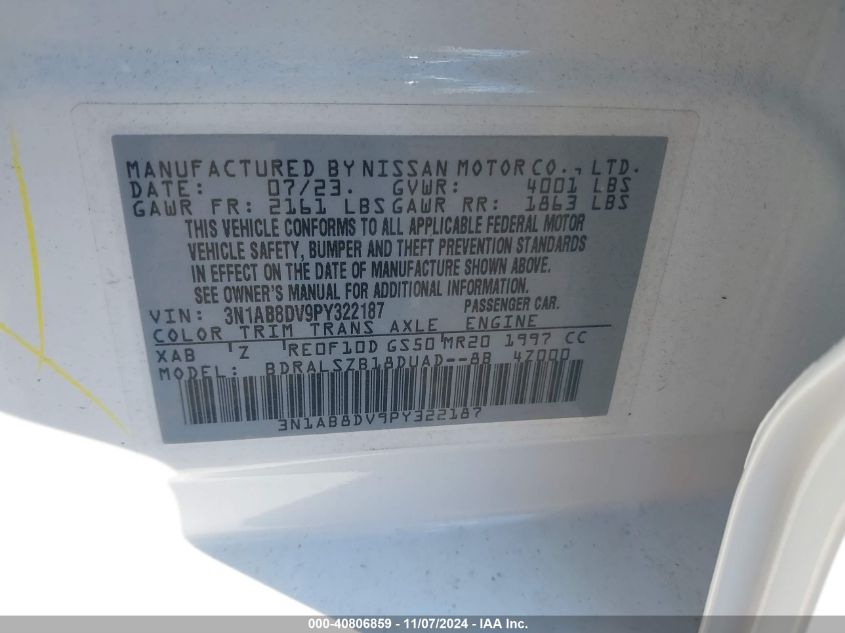 MANUFACTURED BY NISSAN MOTOR CO., LTD.
DATE: 07/23. GVWR: 4001 LBS
GAWR FR: 2161 LBS GAWR RR: 1863 LBS
THIS VEHICLE CONFORMS TO ALL APPLICABLE FEDERAL MOTOR
VEHICLE SAFETY, BUMPER AND THEFT PREVENTION STANDARDS
IN EFFECT ON THE DATE OF MANUFACTURE SHOWN ABOVE.
SEE OWNER'S MANUAL FOR ADDITIONAL INFORMATION.
VIN: 3N1AB8DV9PY322187 PASSENGER CAR.
COLOR TRIM TRANS AXLE ENGINE
XAB Z RE0F10D GS50 MR20 1997 CC
MODEL: BDRALSZB18DUAD--8B 4Z000
3N1AB8DV9PY322187
000-40806859 - 11/07/2024 - IAA Inc.